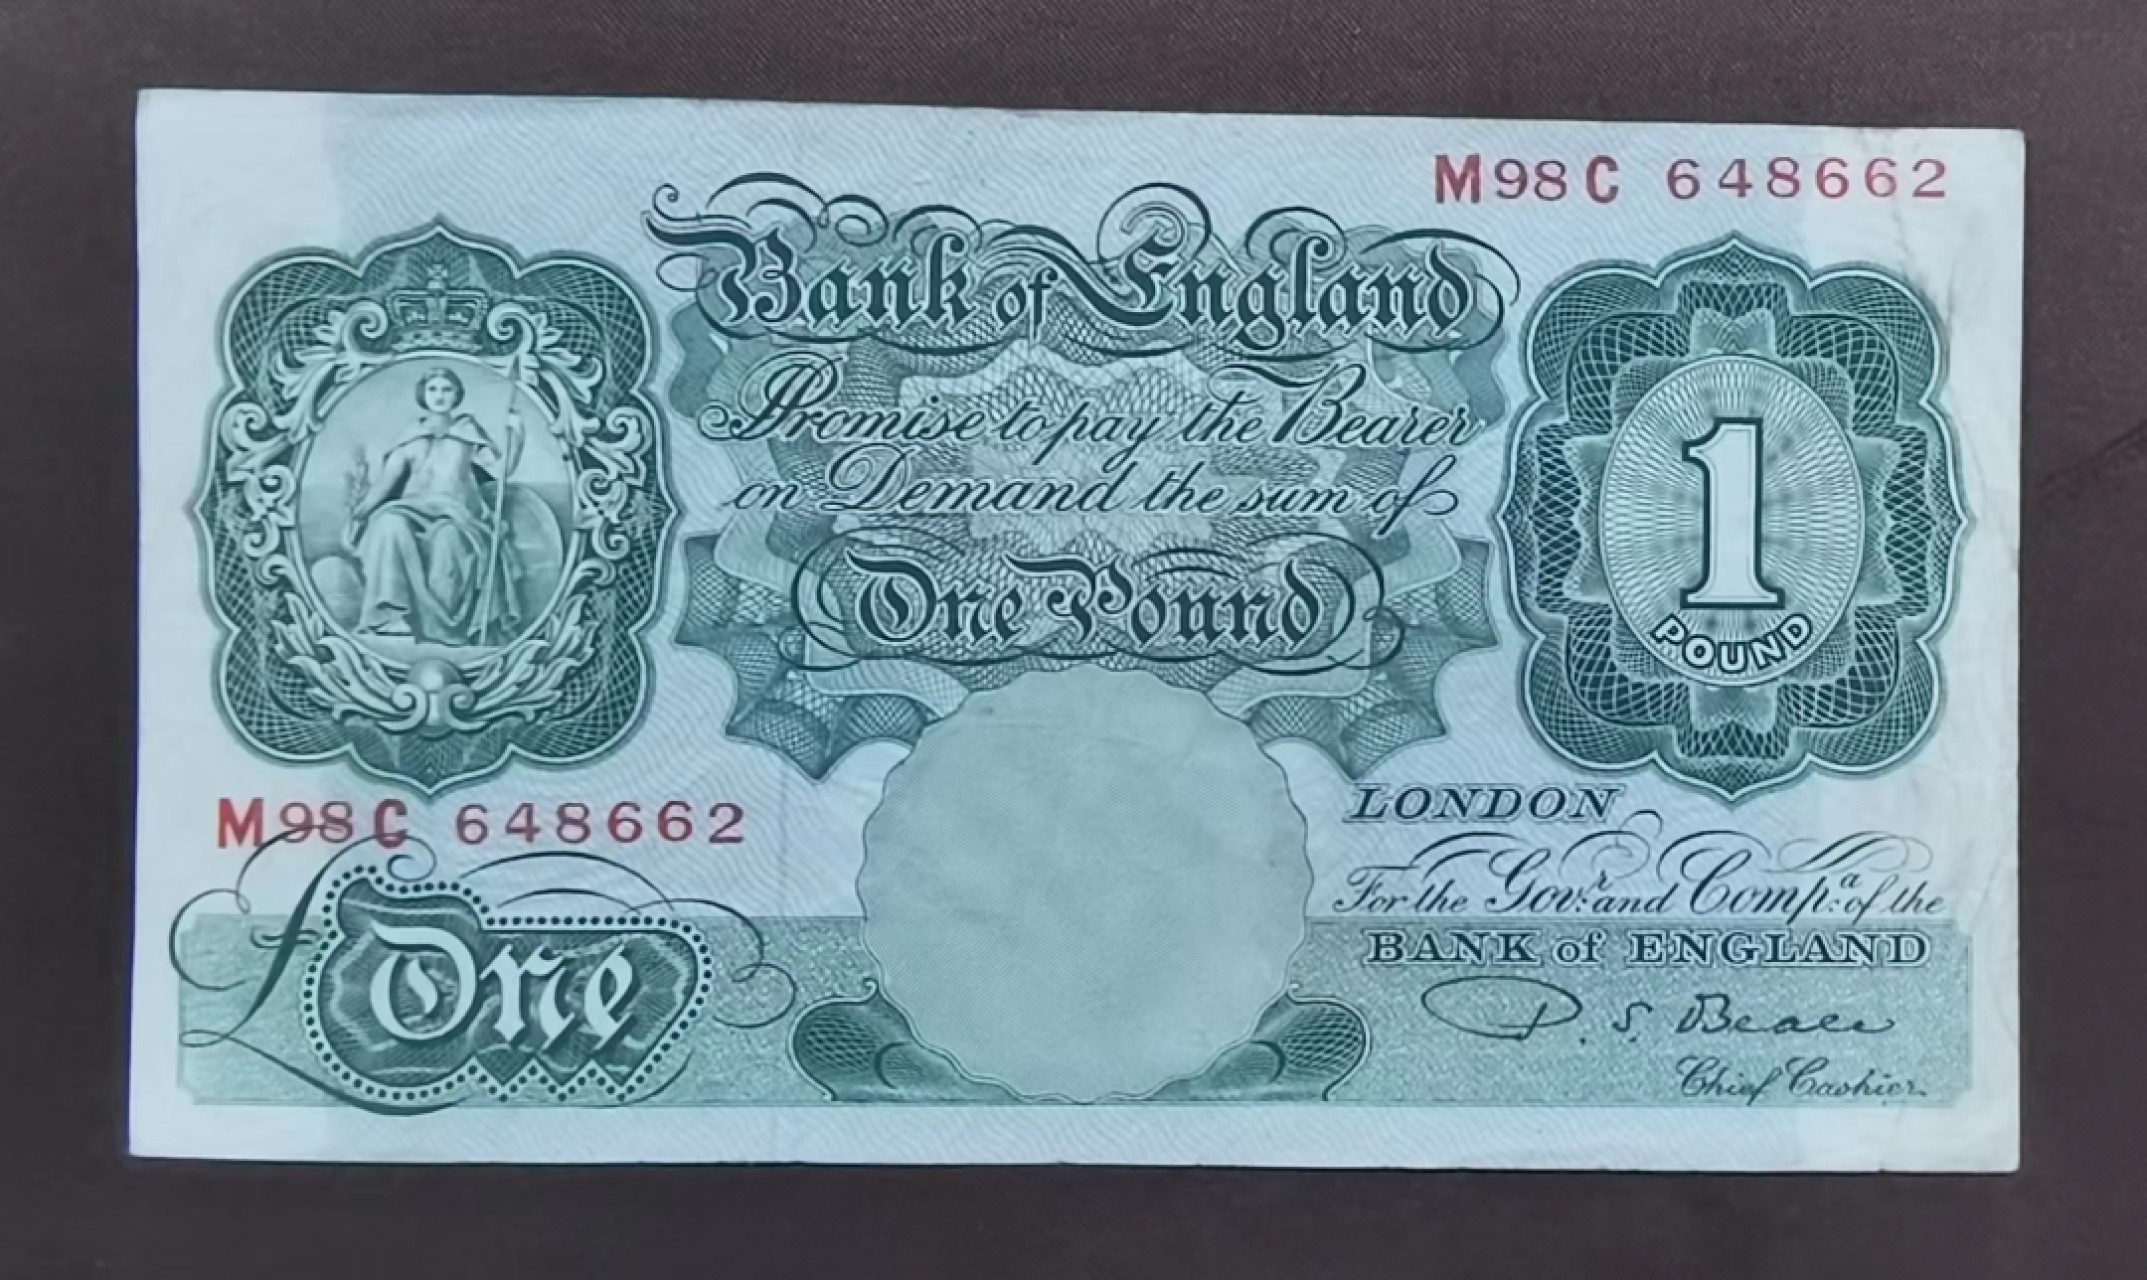 M98C 648662
Bank of England
Promise to pay the Bearer
on Demand the sum of
One Pound
1
POUND
M98C 648662
£One
LONDON
For the Govr. and Compa. of the
BANK of ENGLAND
P. S. Beale
Chief Cashier.